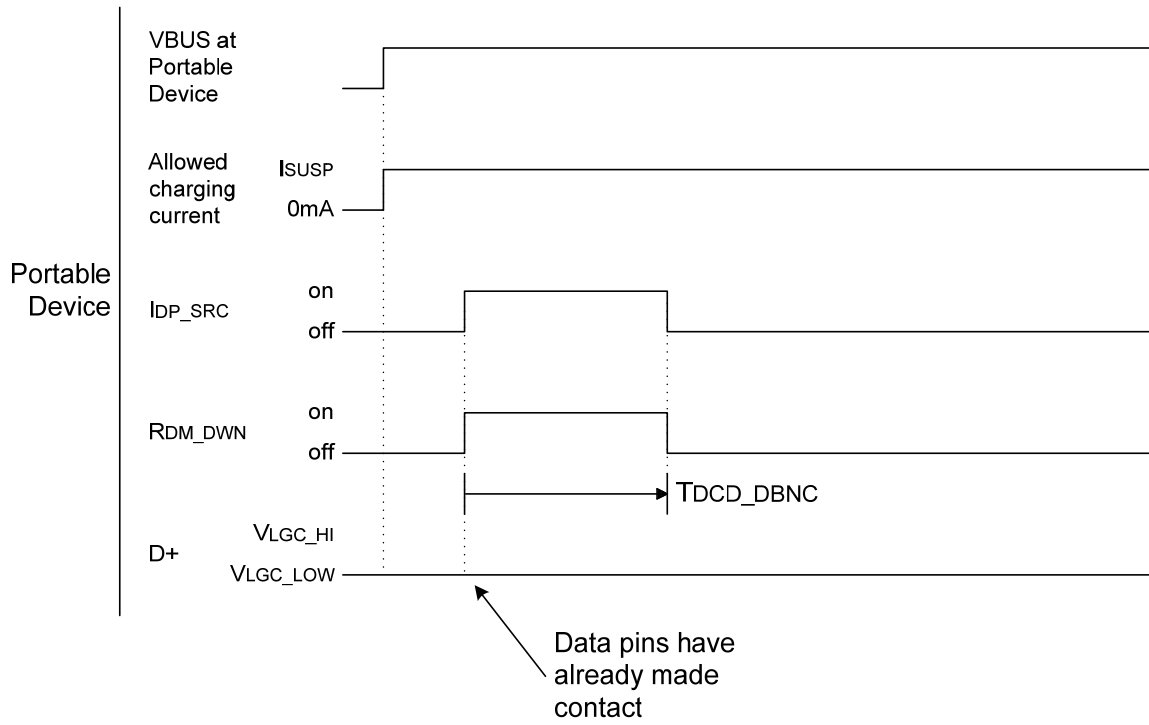 VBUS at
Portable
Device
Allowed
charging
current
ISUSP
0mA
Portable
Device
IDP_SRC
on
off
RDM_DWN
on
off
TDCD_DBNC
D+
VLGC_HI
VLGC_LOW
Data pins have
already made
contact